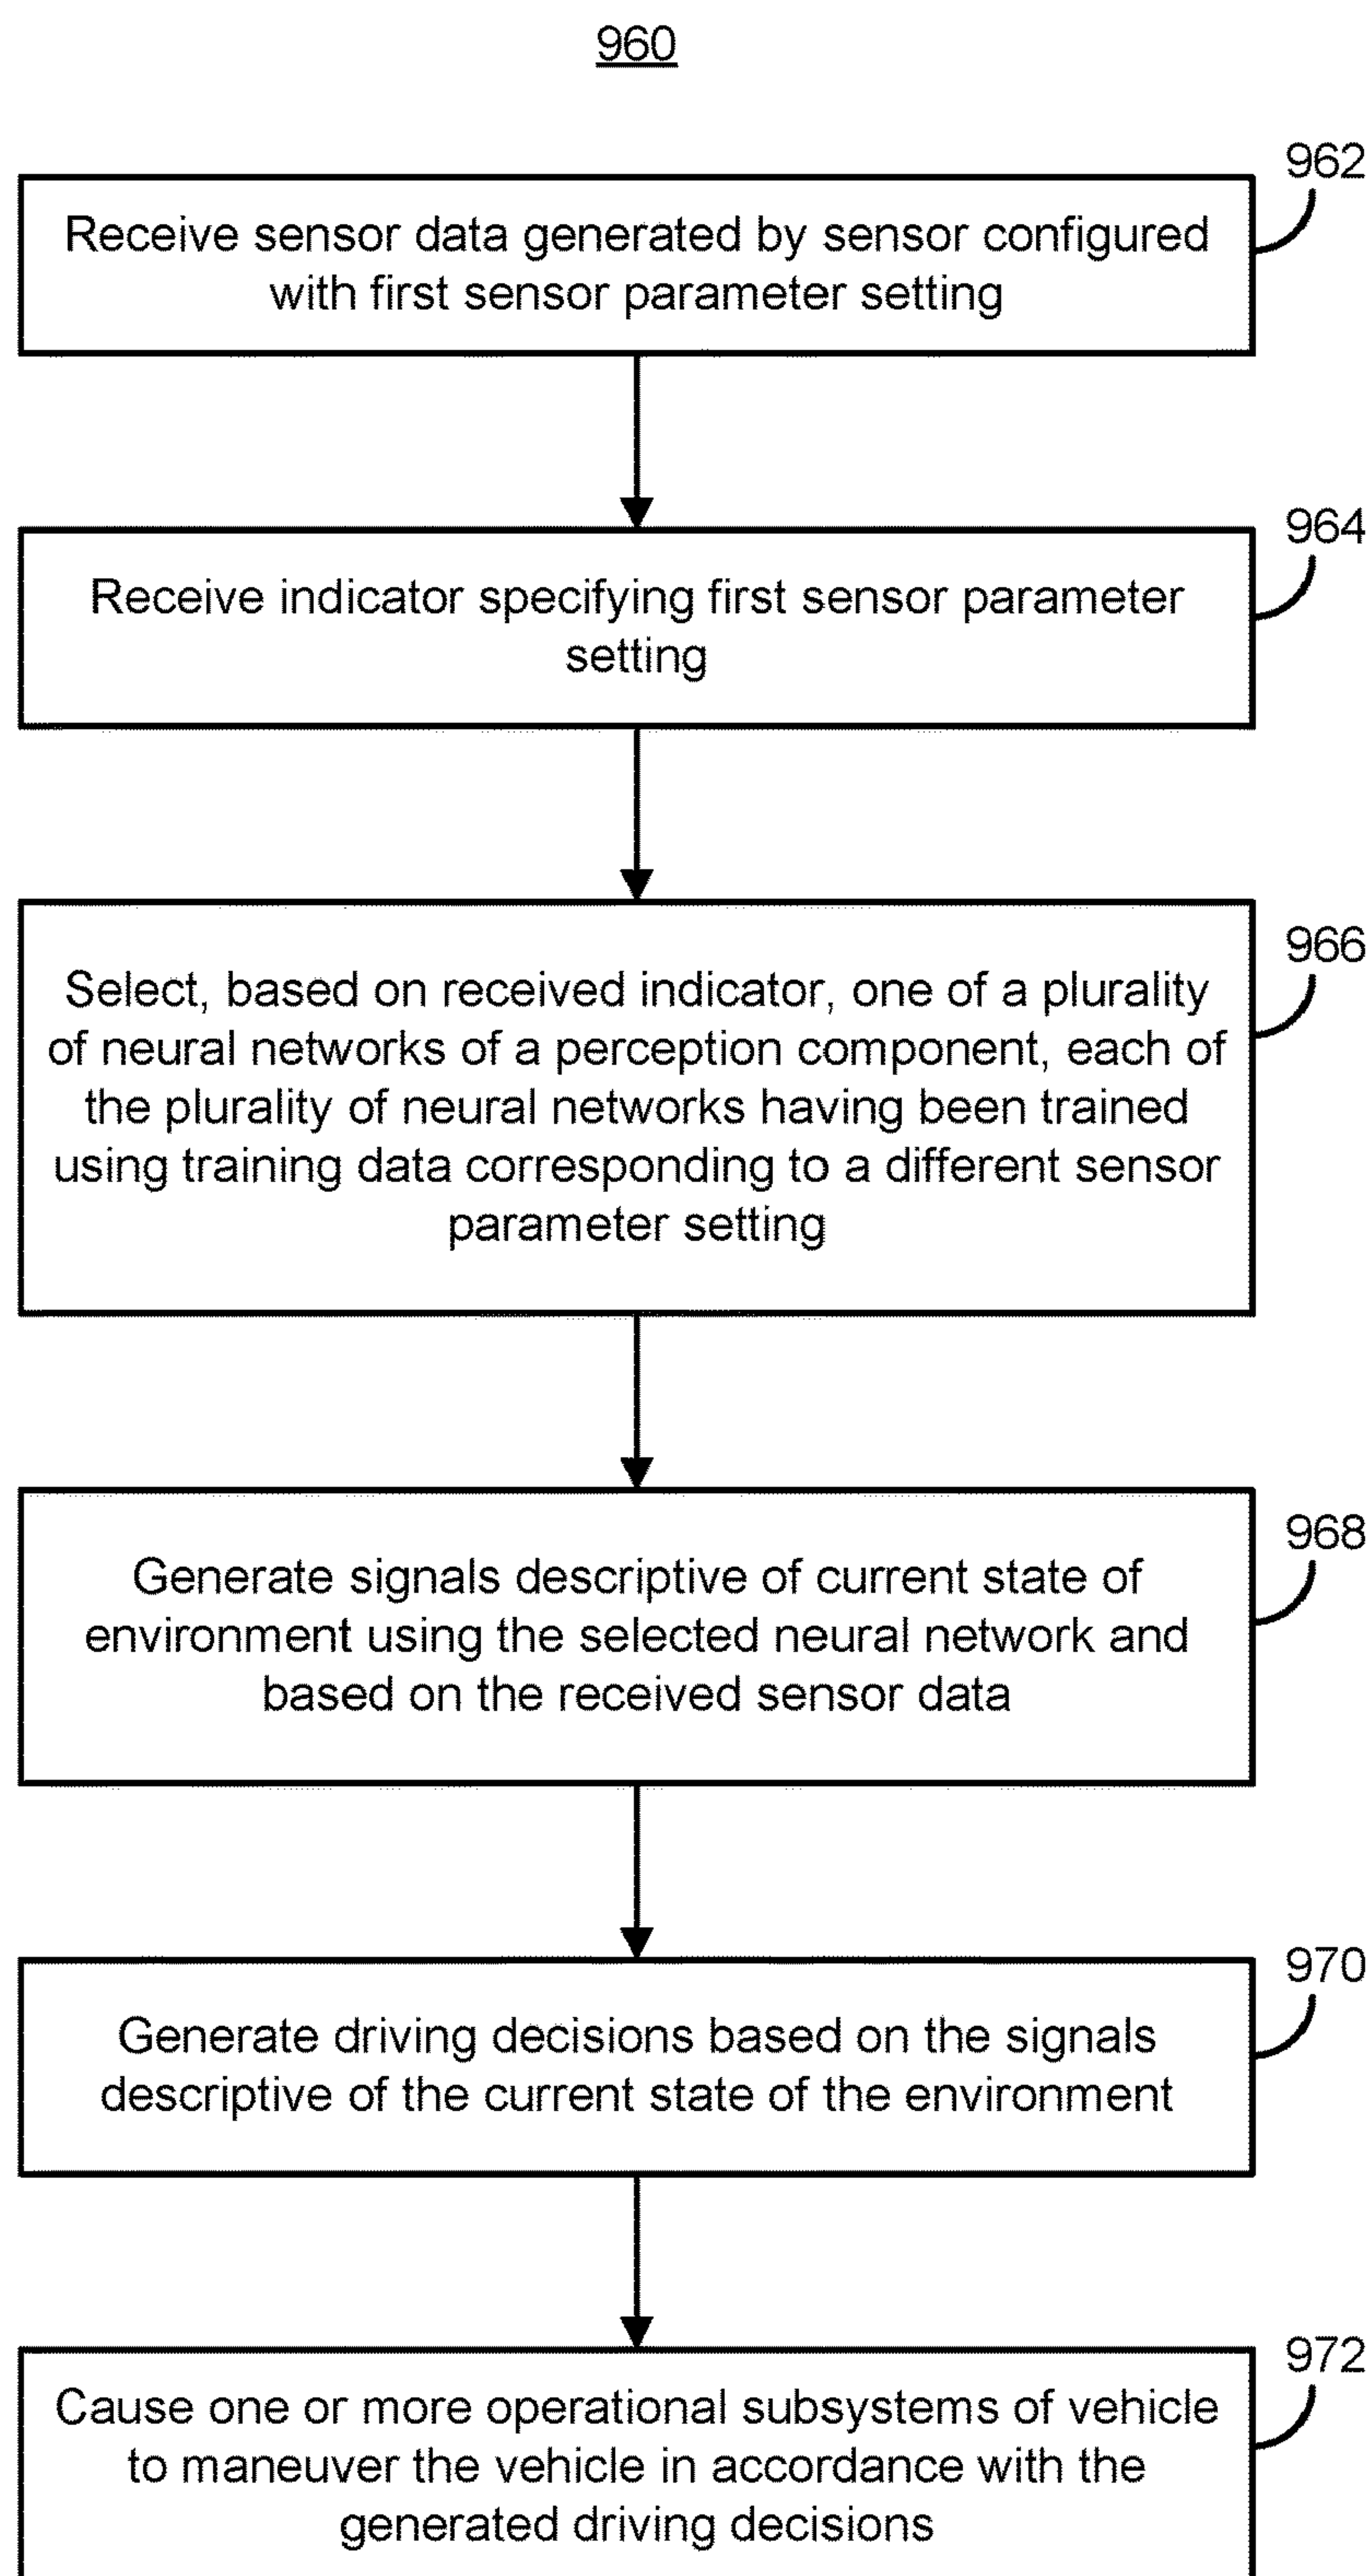 960
962
Receive sensor data generated by sensor configured
with first sensor parameter setting
964
Receive indicator specifying first sensor parameter
setting
966
Select, based on received indicator, one of a plurality
of neural networks of a perception component, each of
the plurality of neural networks having been trained
using training data corresponding to a different sensor
parameter setting
968
Generate signals descriptive of current state of
environment using the selected neural network and
based on the received sensor data
970
Generate driving decisions based on the signals
descriptive of the current state of the environment
972
Cause one or more operational subsystems of vehicle
to maneuver the vehicle in accordance with the
generated driving decisions